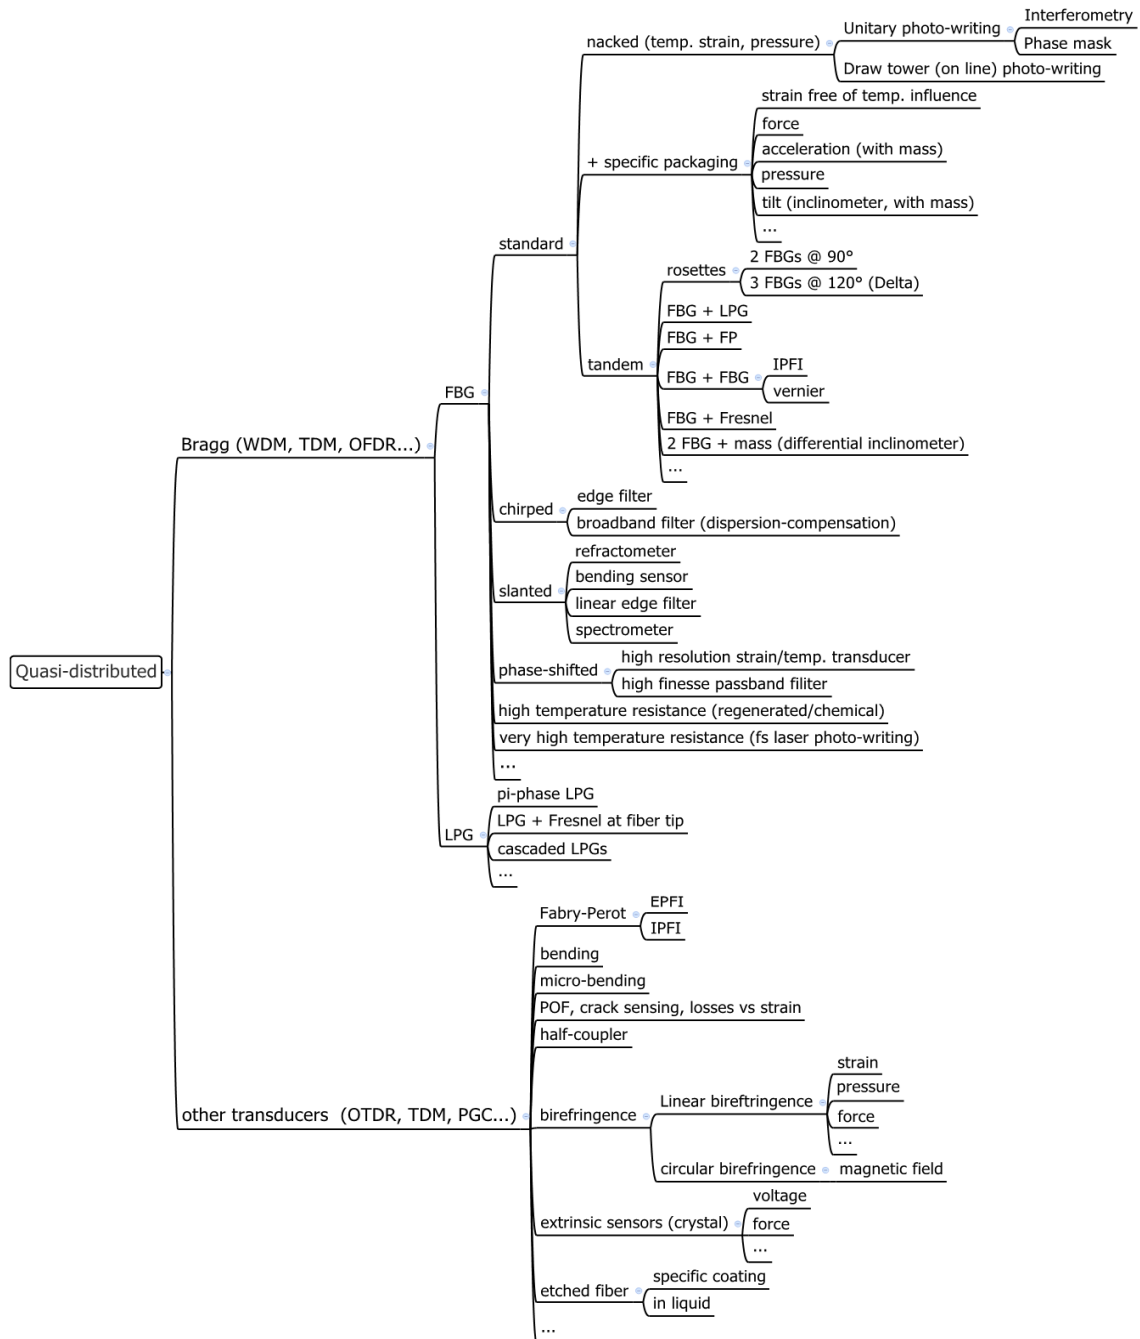 Interferometry
Unitary photo-writing
nacked (temp. strain, pressure)
Phase mask
Draw tower (on line) photo-writing
strain free of temp. influence
force
acceleration (with mass)
+ specific packaging
pressure
tilt (inclinometer, with mass)
...
standard
2 FBGs @ 90°
rosettes
3 FBGs @ 120° (Delta)
FBG + LPG
FBG + FP
tandem
IPFI
FBG + FBG
vernier
FBG
FBG + Fresnel
2 FBG + mass (differential inclinometer)
Bragg (WDM, TDM, OFDR...)
...
edge filter
chirped
broadband filter (dispersion-compensation)
refractometer
bending sensor
slanted
linear edge filter
spectrometer
high resolution strain/temp. transducer
Quasi-distributed
phase-shifted
high finesse passband filiter
high temperature resistance (regenerated/chemical)
very high temperature resistance (fs laser photo-writing)
...
pi-phase LPG
LPG + Fresnel at fiber tip
LPG
cascaded LPGs
...
EPFI
Fabry-Perot
IPFI
bending
micro-bending
POF, crack sensing, losses vs strain
half-coupler
strain
pressure
Linear bireftringence
other transducers (OTDR, TDM, PGC...)
birefringence
force
...
circular birefringence
magnetic field
voltage
extrinsic sensors (crystal)
force
...
specific coating
etched fiber
in liquid
...